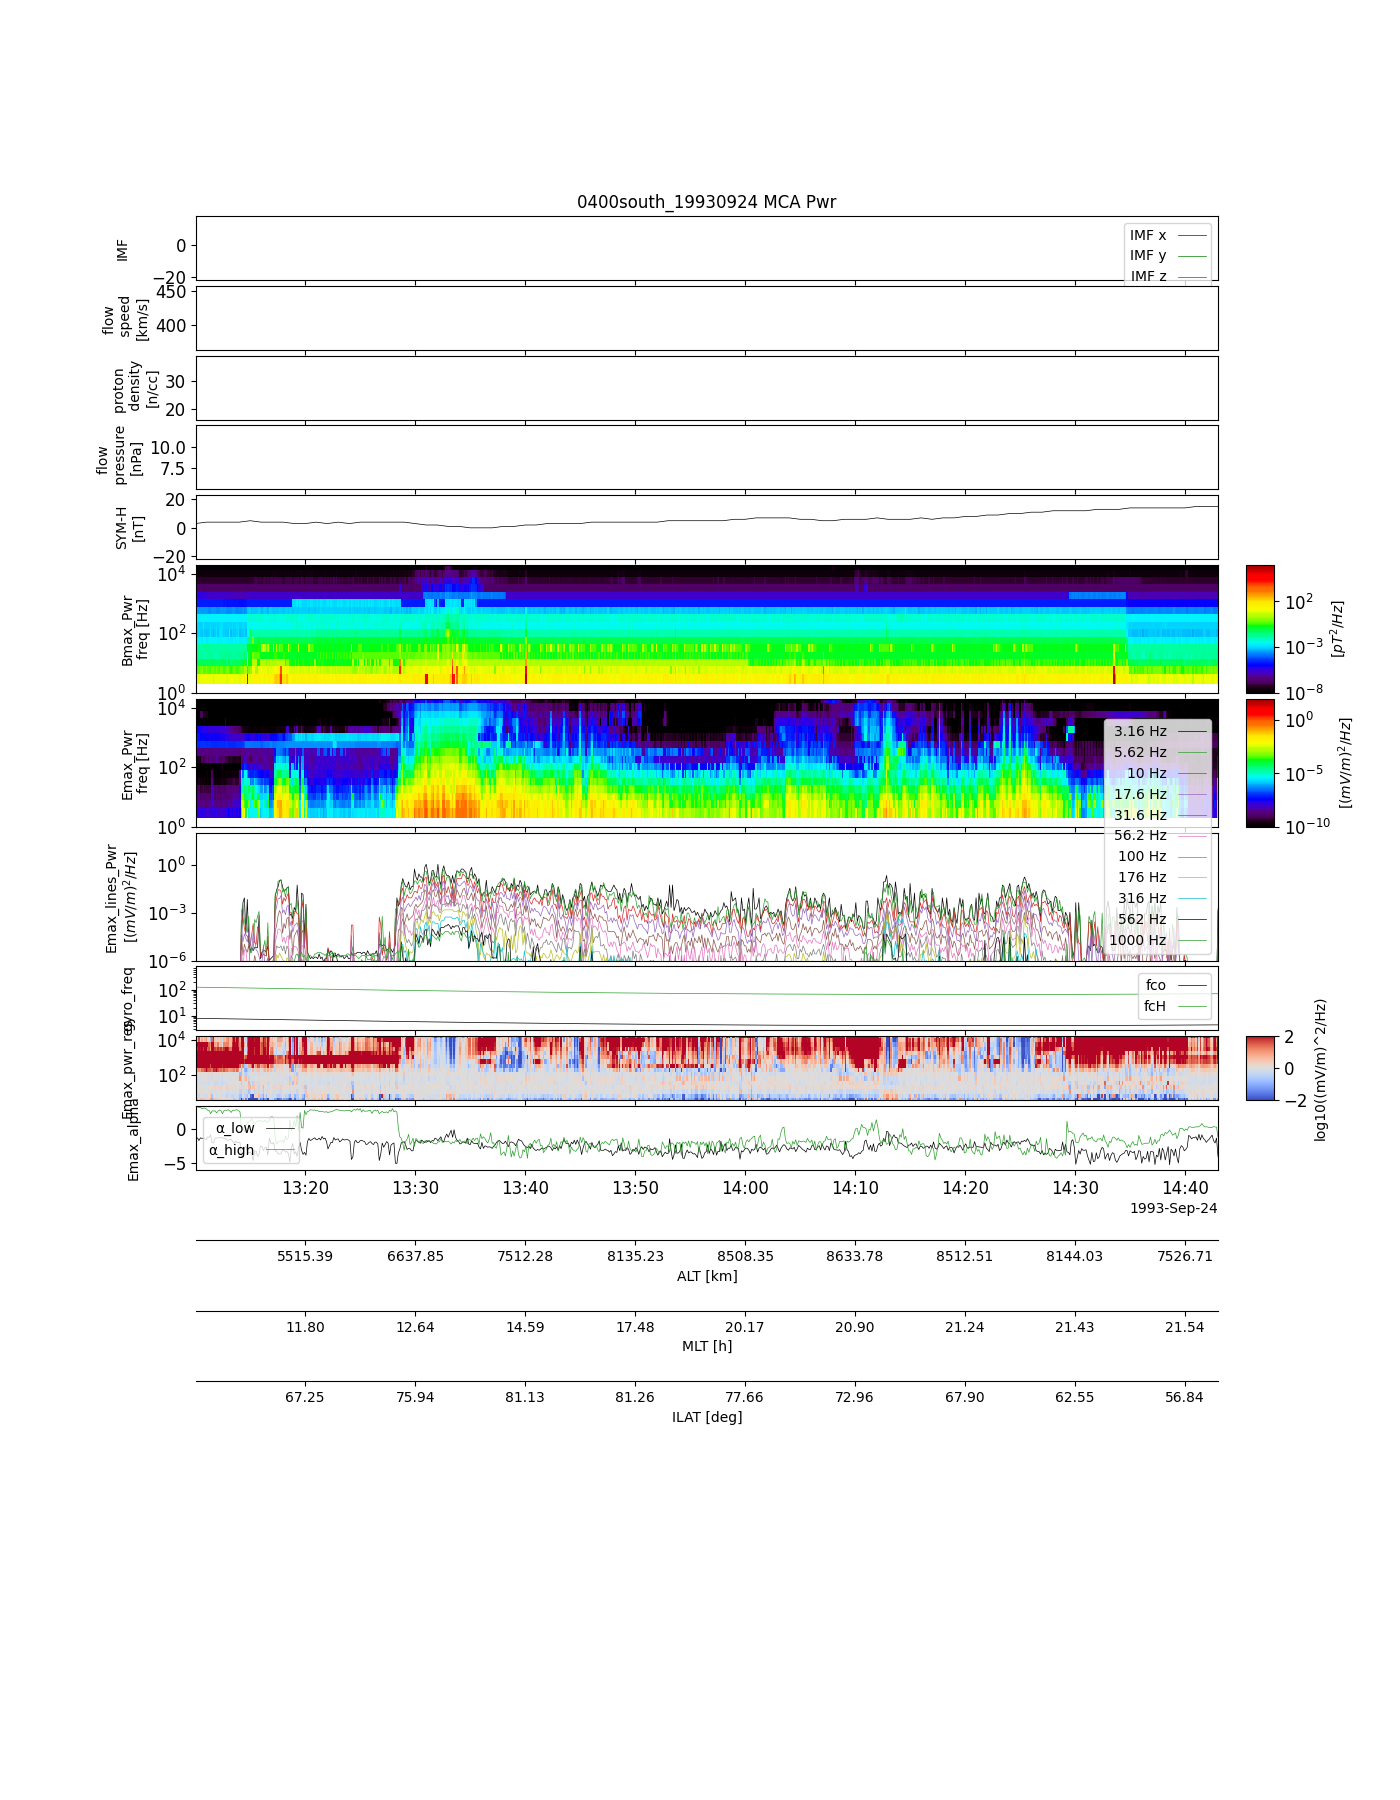 0400south_19930924 MCA Pwr
IMF
0
−20
IMF x
IMF y
IMF z
flow
speed
[km/s]
450
400
proton
density
[n/cc]
30
20
flow
pressure
[nPa]
10.0
7.5
SYM-H
[nT]
20
0
−20
Bmax_Pwr
freq [Hz]
10^4
10^2
10^0
10^2
10^−3
10^−8
[pT^2/Hz]
Emax_Pwr
freq [Hz]
10^4
10^2
10^0
10^0
10^−5
10^−10
[(mV/m)^2/Hz]
3.16 Hz
5.62 Hz
10 Hz
17.6 Hz
31.6 Hz
56.2 Hz
100 Hz
176 Hz
316 Hz
562 Hz
1000 Hz
Emax_lines_Pwr
[(mV/m)^2/Hz]
10^0
10^−3
10^−6
gyro_freq
10^2
10^1
fco
fcH
Emax_pwr_res
10^4
10^2
2
0
−2
log10((mV/m)^2/Hz)
Emax_alpha
0
−5
α_low
α_high
13:20 13:30 13:40 13:50 14:00 14:10 14:20 14:30 14:40
1993-Sep-24
5515.39 6637.85 7512.28 8135.23 8508.35 8633.78 8512.51 8144.03 7526.71
ALT [km]
11.80 12.64 14.59 17.48 20.17 20.90 21.24 21.43 21.54
MLT [h]
67.25 75.94 81.13 81.26 77.66 72.96 67.90 62.55 56.84
ILAT [deg]